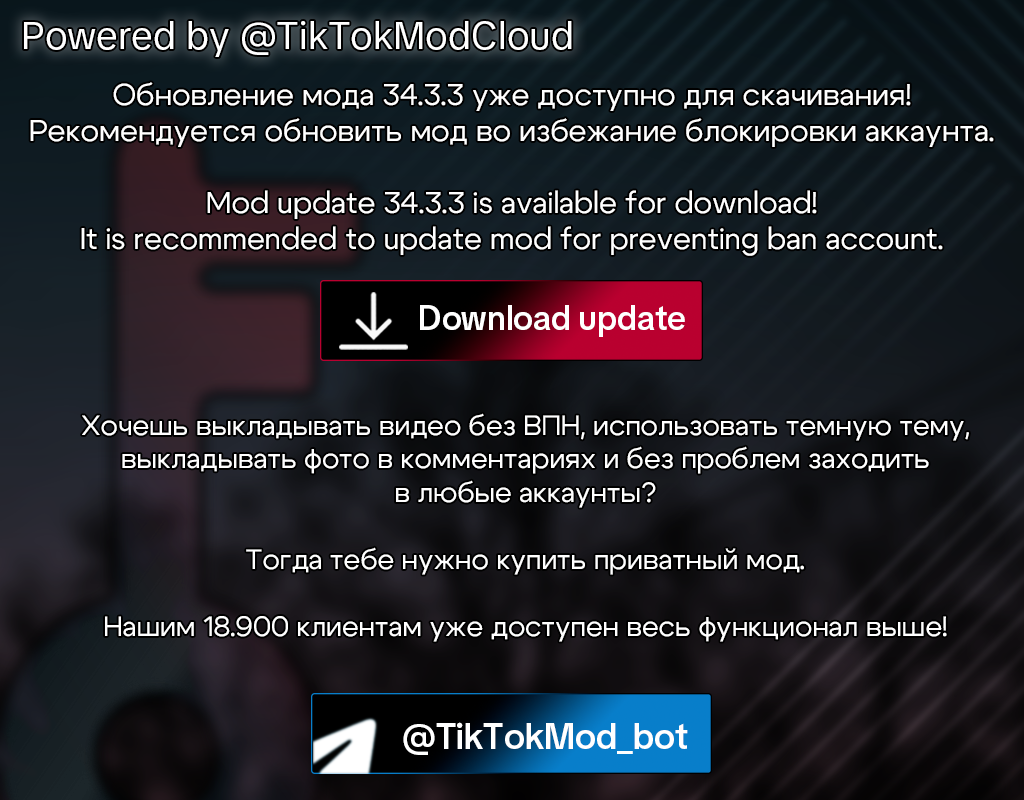 Powered by @TikTokModCloud
Обновление мода 34.3.3 уже доступно для скачивания!
Рекомендуется обновить мод во избежание блокировки аккаунта.
Mod update 34.3.3 is available for download!
It is recommended to update mod for preventing ban account.
Download update
Хочешь выкладывать видео без ВПН, использовать темную тему,
выкладывать фото в комментариях и без проблем заходить
в любые аккаунты?
Тогда тебе нужно купить приватный мод.
Нашим 18.900 клиентам уже доступен весь функционал выше!
@TikTokMod_bot